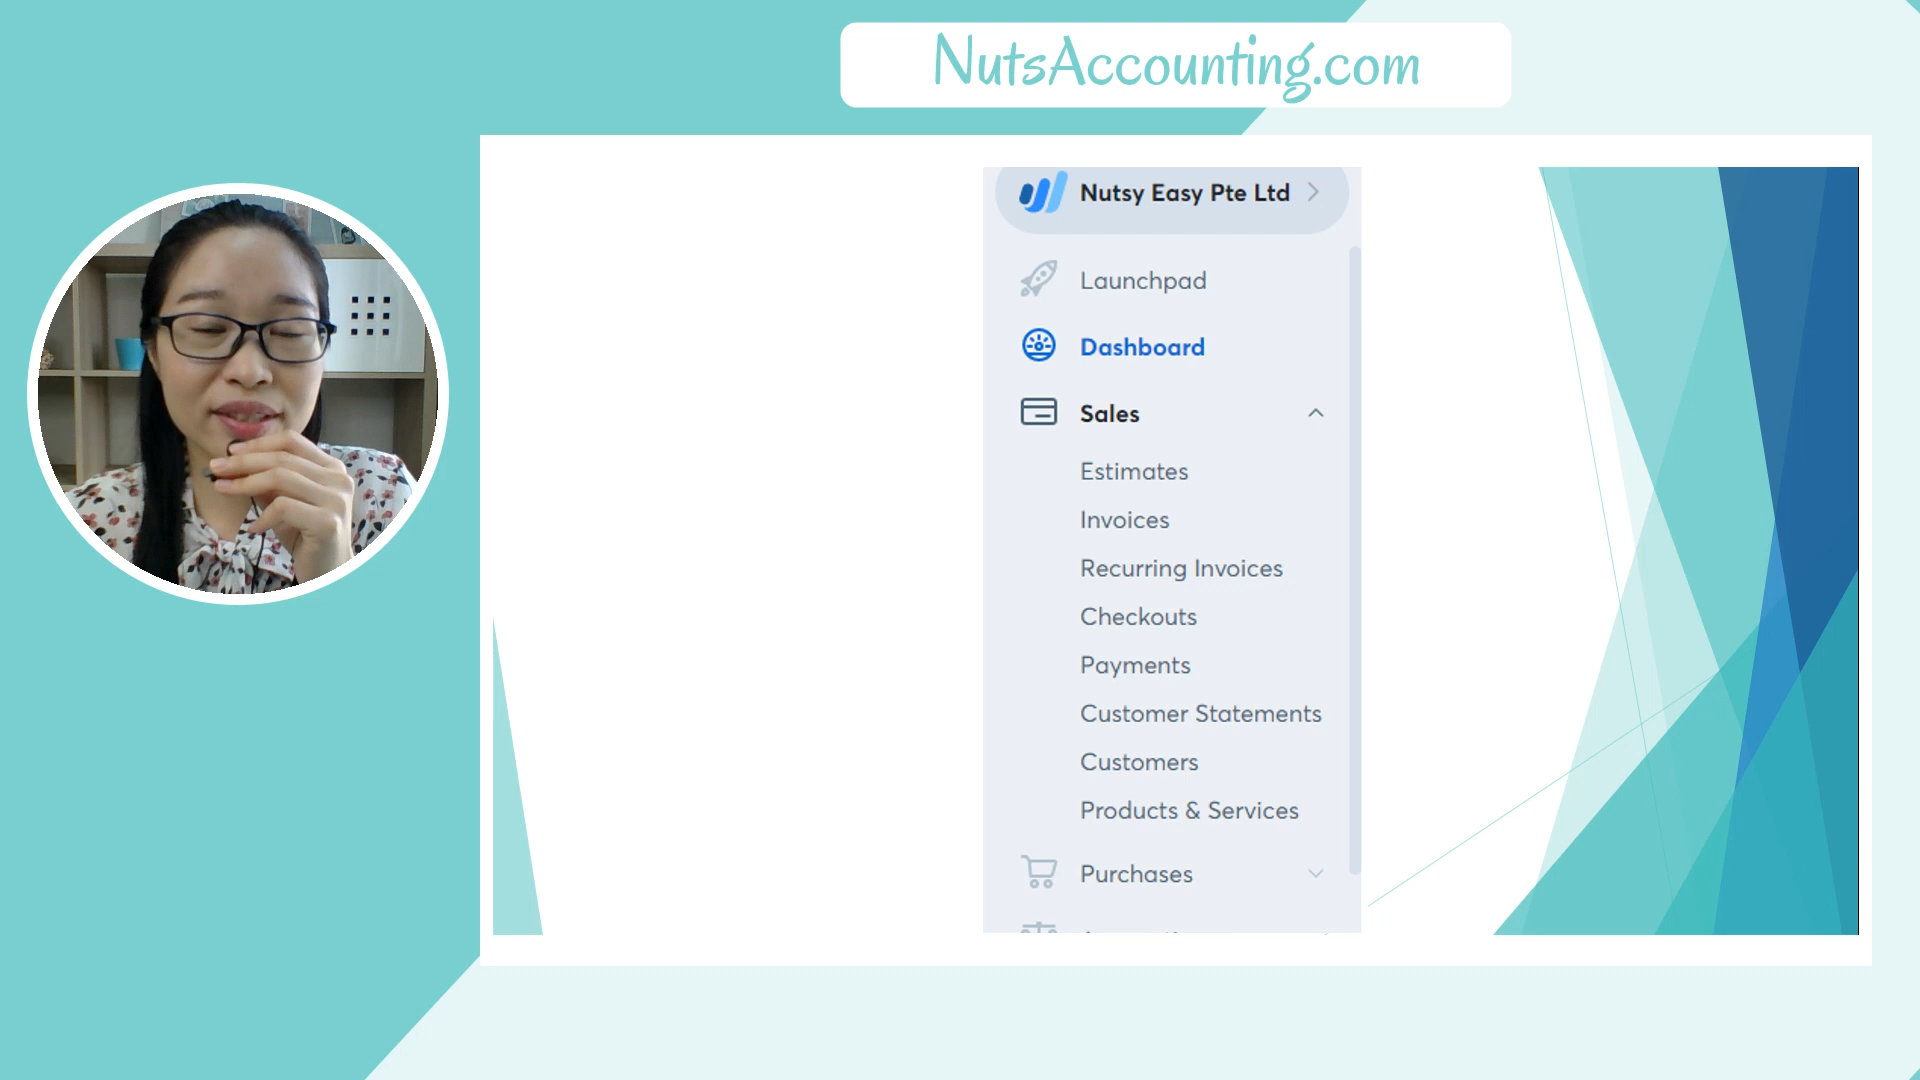 NutsAccounting.com
Nutsy Easy Pte Ltd
Launchpad
Dashboard
Sales
Estimates
Invoices
Recurring Invoices
Checkouts
Payments
Customer Statements
Customers
Products & Services
Purchases